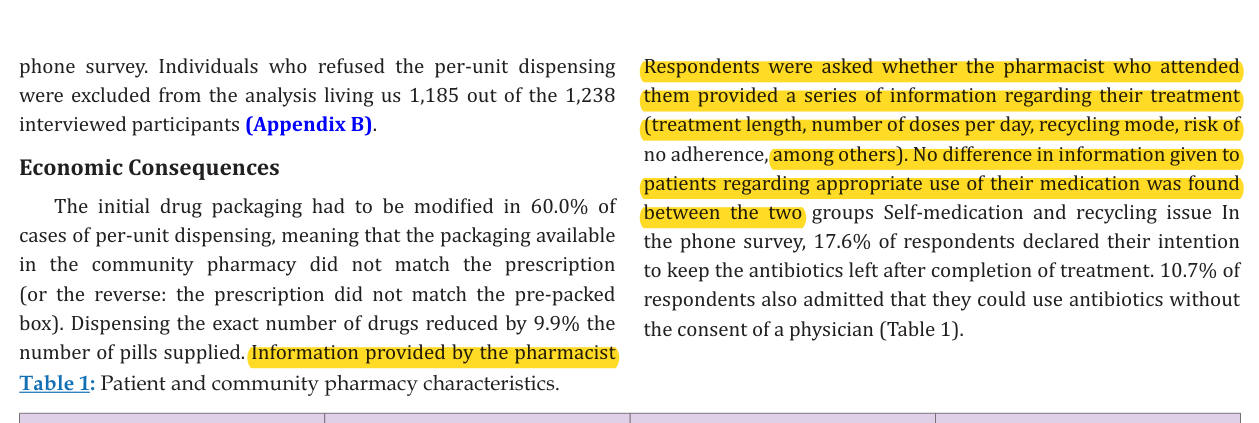 phone survey. Individuals who refused the per-unit dispensing
were excluded from the analysis living us 1,185 out of the 1,238
interviewed participants (Appendix B).
Economic Consequences
The initial drug packaging had to be modified in 60.0% of
cases of per-unit dispensing, meaning that the packaging available
in the community pharmacy did not match the prescription
(or the reverse: the prescription did not match the pre-packed
box). Dispensing the exact number of drugs reduced by 9.9% the
number of pills supplied. Information provided by the pharmacist
Respondents were asked whether the pharmacist who attended
them provided a series of information regarding their treatment
(treatment length, number of doses per day, recycling mode, risk of
no adherence, among others). No difference in information given to
patients regarding appropriate use of their medication was found
between the two groups Self-medication and recycling issue In
the phone survey, 17.6% of respondents declared their intention
to keep the antibiotics left after completion of treatment. 10.7% of
respondents also admitted that they could use antibiotics without
the consent of a physician (Table 1).
Table 1: Patient and community pharmacy characteristics.